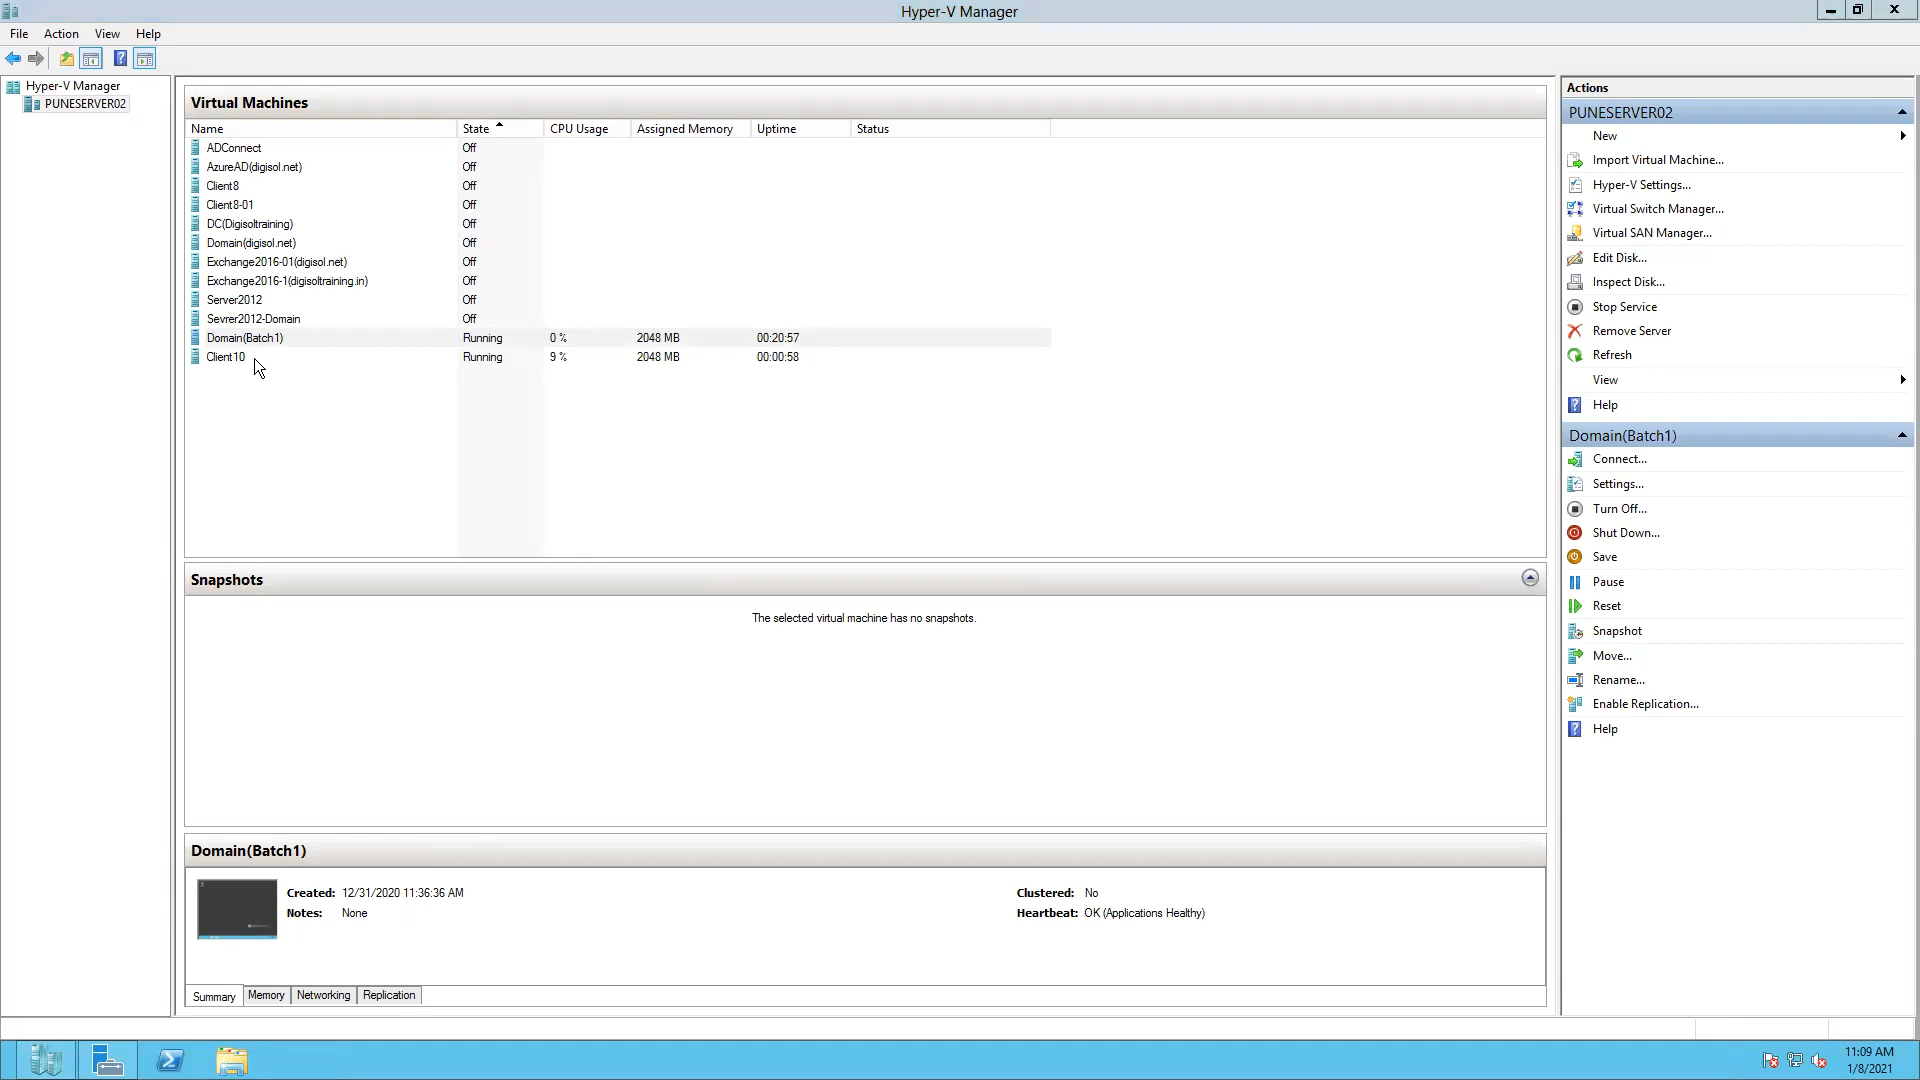 Hyper-V Manager
File Action View Help
Hyper-V Manager
PUNESERVER02
Virtual Machines
Name State CPU Usage Assigned Memory Uptime Status
ADConnect Off
AzureAD(digisol.net) Off
Client8 Off
Client8-01 Off
DC(Digisoltraining) Off
Domain(digisol.net) Off
Exchange2016-01(digisol.net) Off
Exchange2016-1(digisoltraining.in) Off
Server2012 Off
Sevrer2012-Domain Off
Domain(Batch1) Running 0 % 2048 MB 00:20:57
Client10 Running 9 % 2048 MB 00:00:58
Snapshots
The selected virtual machine has no snapshots.
Domain(Batch1)
Created: 12/31/2020 11:36:36 AM Clustered: No
Notes: None Heartbeat: OK (Applications Healthy)
Summary Memory Networking Replication
Actions
PUNESERVER02
New
Import Virtual Machine...
Hyper-V Settings...
Virtual Switch Manager...
Virtual SAN Manager...
Edit Disk...
Inspect Disk...
Stop Service
Remove Server
Refresh
View
Help
Domain(Batch1)
Connect...
Settings...
Turn Off...
Shut Down...
Save
Pause
Reset
Snapshot
Move...
Rename...
Enable Replication...
Help
11:09 AM
1/8/2021